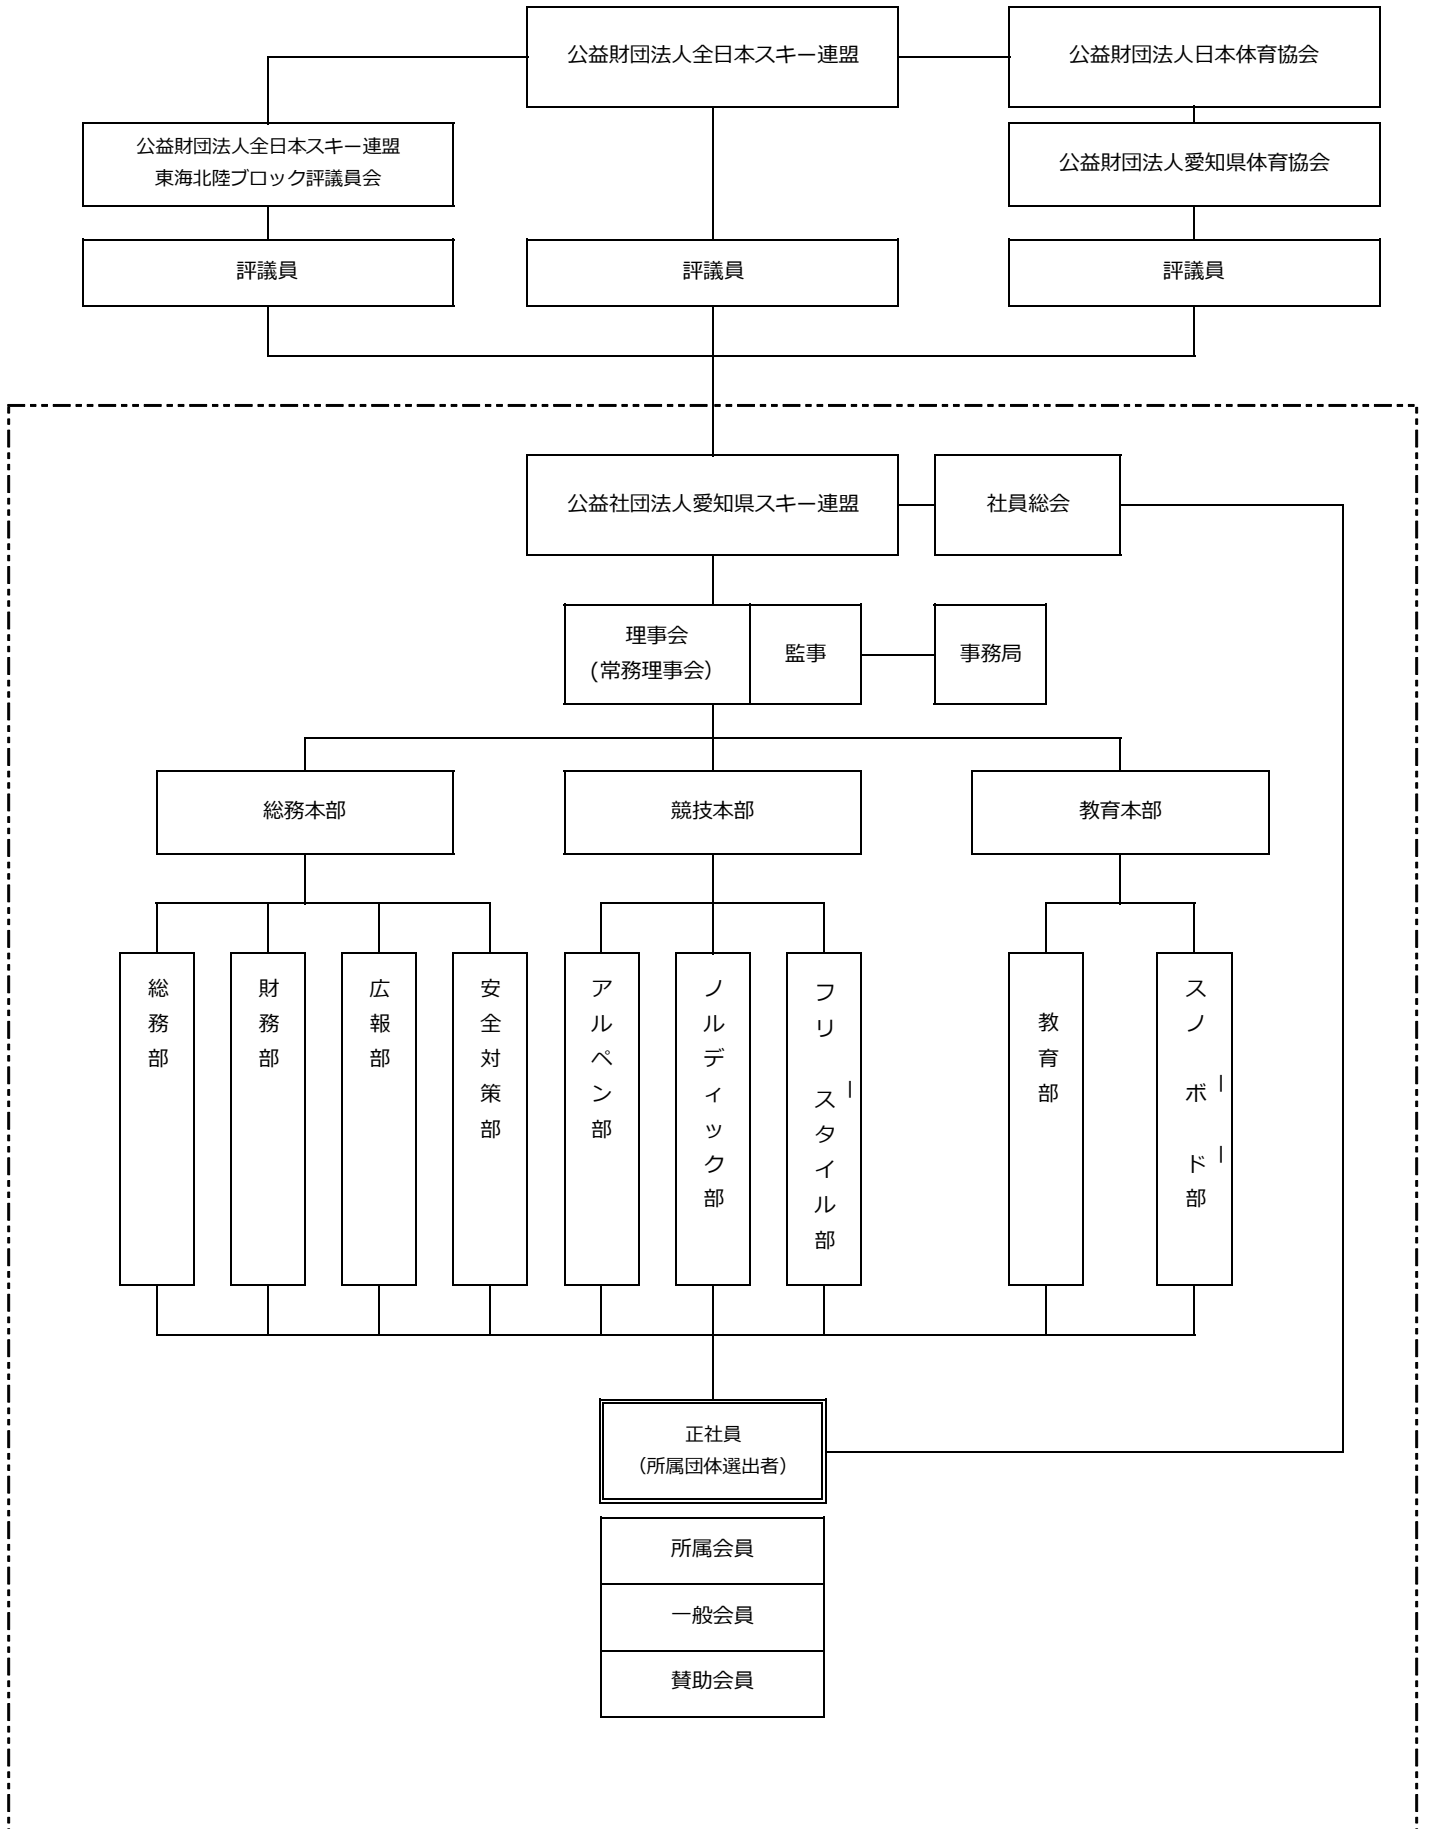 公益財団法人全日本スキー連盟
公益財団法人日本体育協会
公益財団法人全日本スキー連盟
東海北陸ブロック評議員会
公益財団法人愛知県体育協会
評議員
評議員
評議員
公益社団法人愛知県スキー連盟
社員総会
理事会
(常務理事会）
監事
事務局
総務本部
競技本部
教育本部
総務部
財務部
広報部
安全対策部
アルペン部
ノルディック部
フリースタイル部
教育部
スノーボード部
正社員
（所属団体選出者）
所属会員
一般会員
賛助会員